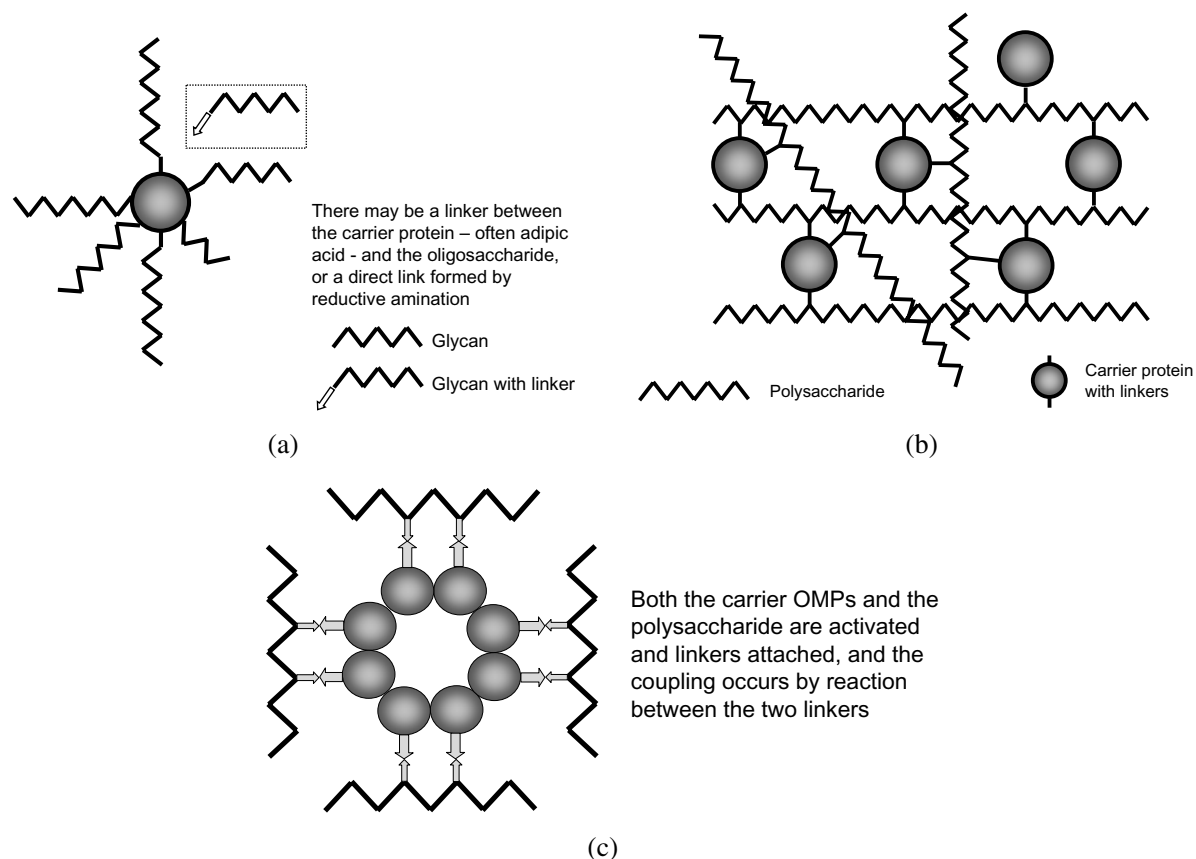 There may be a linker between
the carrier protein – often adipic
acid - and the oligosaccharide,
or a direct link formed by
reductive amination
Glycan
Glycan with linker
(a)
Polysaccharide
Carrier protein
with linkers
(b)
Both the carrier OMPs and the
polysaccharide are activated
and linkers attached, and the
coupling occurs by reaction
between the two linkers
(c)